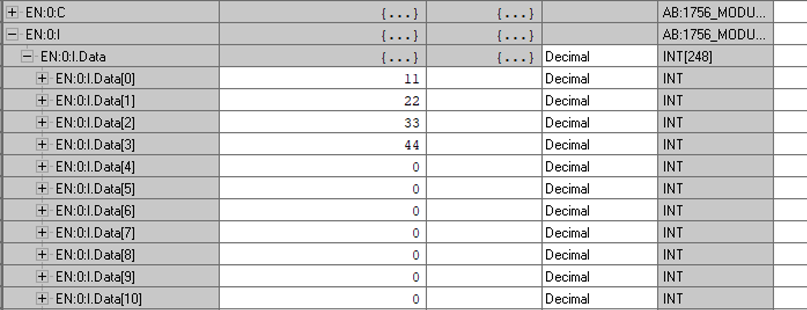 EN:0:C {...} {...} AB:1756_MODU...
EN:0:I {...} {...} AB:1756_MODU...
EN:0:I.Data {...} {...} Decimal INT[248]
EN:0:I.Data[0] 11 Decimal INT
EN:0:I.Data[1] 22 Decimal INT
EN:0:I.Data[2] 33 Decimal INT
EN:0:I.Data[3] 44 Decimal INT
EN:0:I.Data[4] 0 Decimal INT
EN:0:I.Data[5] 0 Decimal INT
EN:0:I.Data[6] 0 Decimal INT
EN:0:I.Data[7] 0 Decimal INT
EN:0:I.Data[8] 0 Decimal INT
EN:0:I.Data[9] 0 Decimal INT
EN:0:I.Data[10] 0 Decimal INT